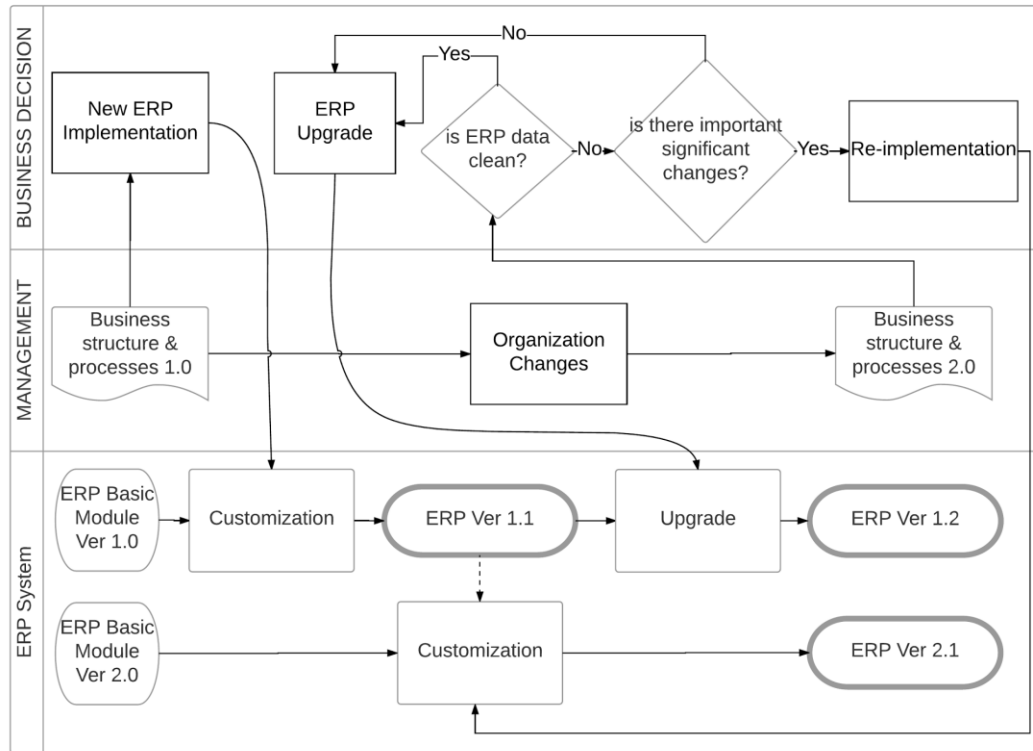 BUSINESS DECISION
No
Yes
New ERP
Implementation
ERP
Upgrade
is ERP data
clean?
No
is there important
significant
changes?
Yes
Re-implementation
MANAGEMENT
Business
structure &
processes 1.0
Organization
Changes
Business
structure &
processes 2.0
ERP System
ERP Basic
Module
Ver 1.0
Customization
ERP Ver 1.1
Upgrade
ERP Ver 1.2
ERP Basic
Module
Ver 2.0
Customization
ERP Ver 2.1